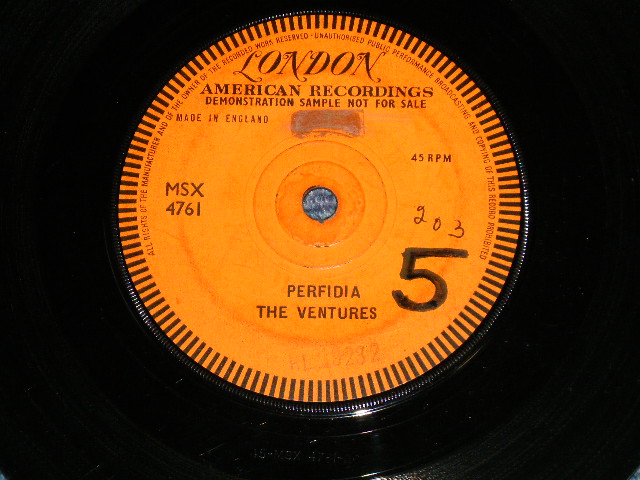 ALL RIGHTS OF THE MANUFACTURER AND OF THE OWNER OF THE RECORDED WORK RESERVED · UNAUTHORISED PUBLIC PERFORMANCE BROADCASTING AND COPYING OF THIS RECORD PROHIBITED
LONDON
AMERICAN RECORDINGS
DEMONSTRATION SAMPLE NOT FOR SALE
MADE IN ENGLAND
45 RPM
MSX
4761
203
5
PERFIDIA
THE VENTURES